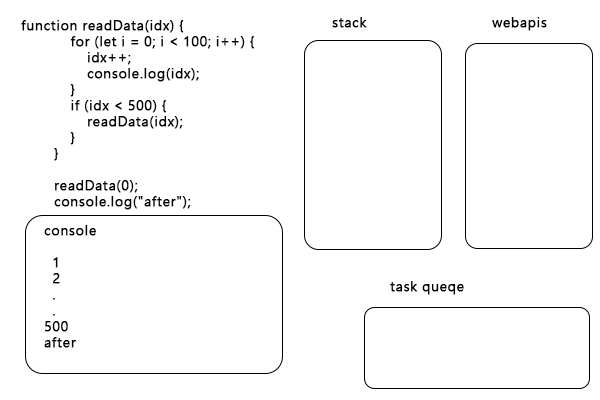 function readData(idx) {
for (let i = 0; i < 100; i++) {
idx++;
console.log(idx);
}
if (idx < 500) {
readData(idx);
}
}
readData(0);
console.log("after");
console
1
2
.
.
500
after
stack
webapis
task queqe